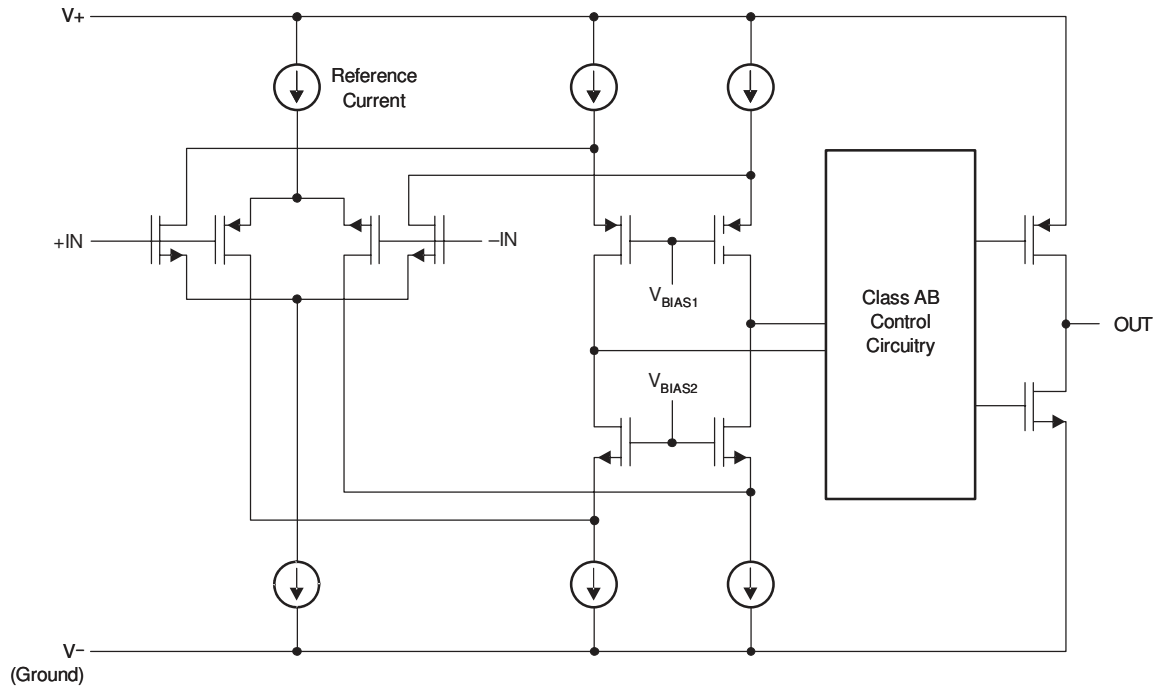 V+
Reference
Current
+IN
–IN
VBIAS1
Class AB
Control
Circuitry
OUT
VBIAS2
V–
(Ground)